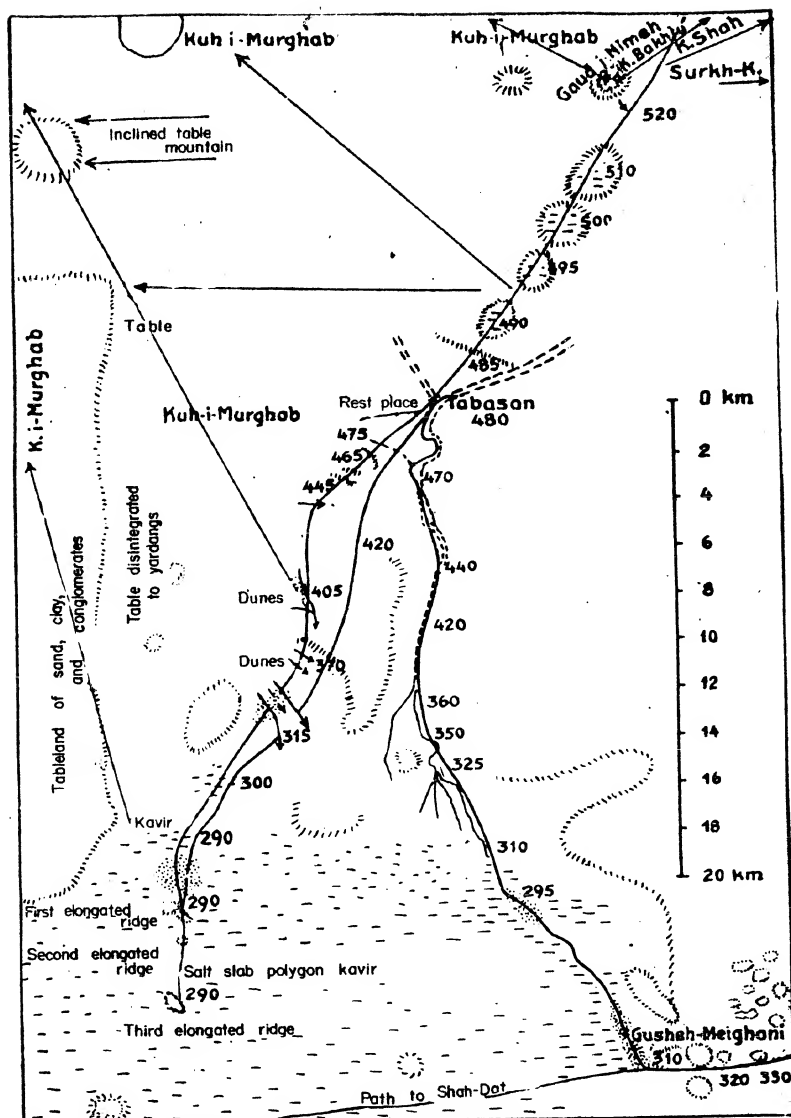 Kuh i-Murghab
Kuh-i-Murghab
Gaud-i-Nimeh
K. Bakhly
K. Shah
Surkh-K.
520
Inclined table
mountain
510
500
495
490
485
Table
K.i-Murghab
Kuh-i-Murghab
Rest place
Tabasan
480
0 km
475
465
445
470
2
4
Tableland of sand, clay,
and conglomerates
Table disintegrated
to yardangs
420
440
6
Dunes
405
8
420
10
Dunes
370
12
360
315
350
14
325
300
16
Kavir
290
310
18
290
295
20 km
First elongated
ridge
Second elongated
ridge
Salt slab polygon kavir
290
Third elongated ridge
Gusheh-Meighani
310
320
330
Path to Shah-Dat